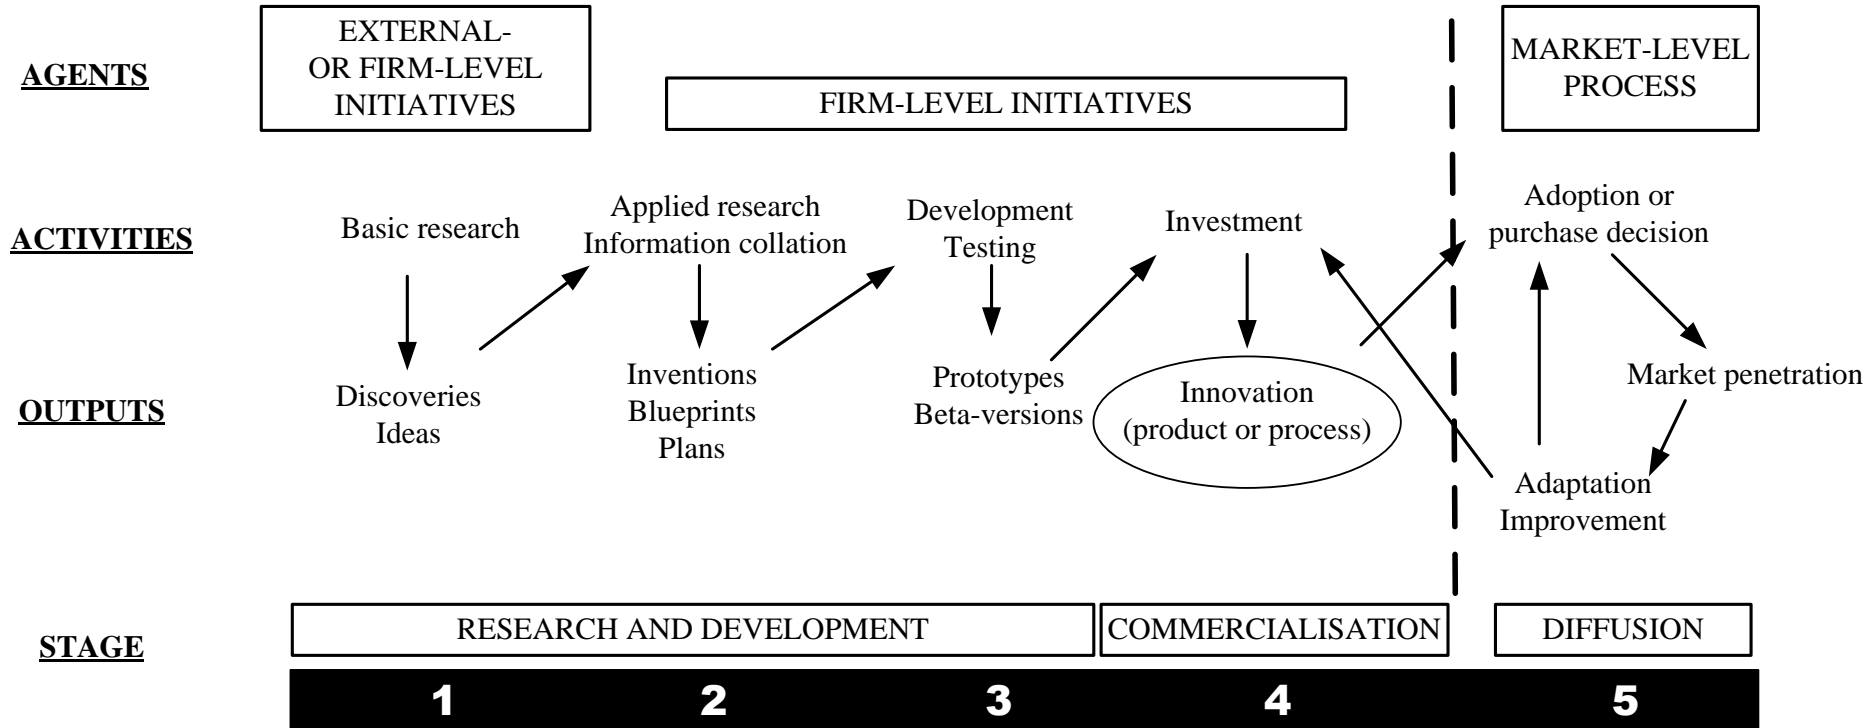 AGENTS
EXTERNAL-
OR FIRM-LEVEL
INITIATIVES
FIRM-LEVEL INITIATIVES
MARKET-LEVEL
PROCESS
ACTIVITIES
Basic research
Applied research
Information collation
Development
Testing
Investment
Adoption or
purchase decision
OUTPUTS
Discoveries
Ideas
Inventions
Blueprints
Plans
Prototypes
Beta-versions
Innovation
(product or process)
Market penetration
Adaptation
Improvement
STAGE
RESEARCH AND DEVELOPMENT
COMMERCIALISATION
DIFFUSION
1 2 3 4 5